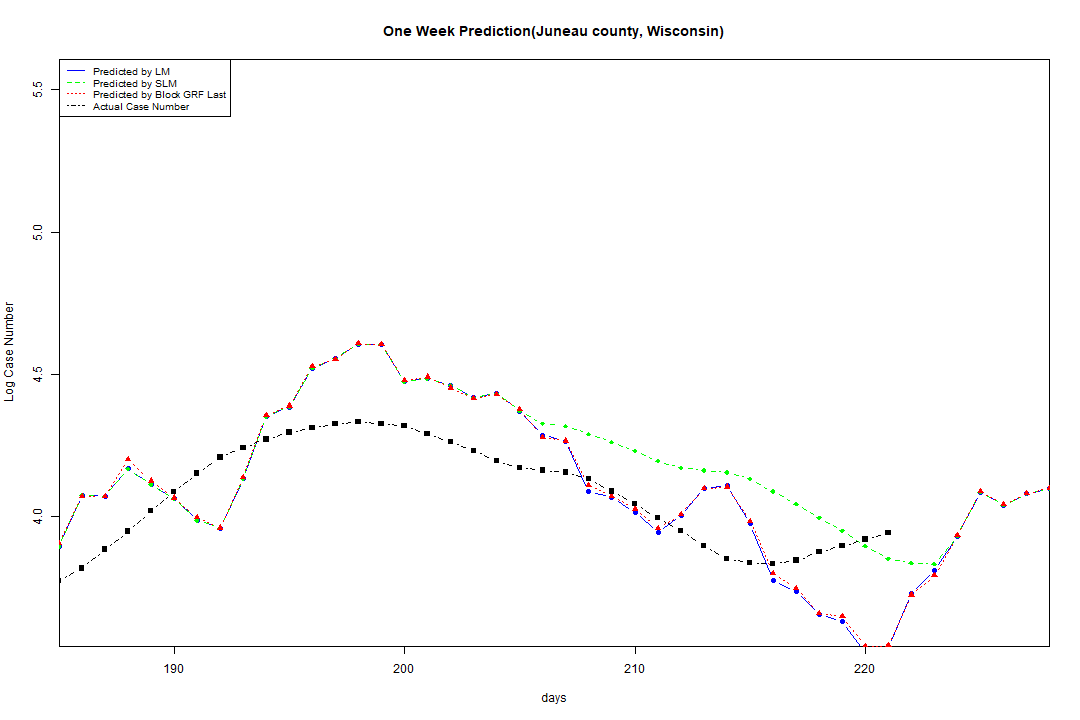 One Week Prediction(Juneau county, Wisconsin)
Predicted by LM
Predicted by SLM
Predicted by Block GRF Last
Actual Case Number
5.5
5.0
4.5
4.0
Log Case Number
190 200 210 220
days